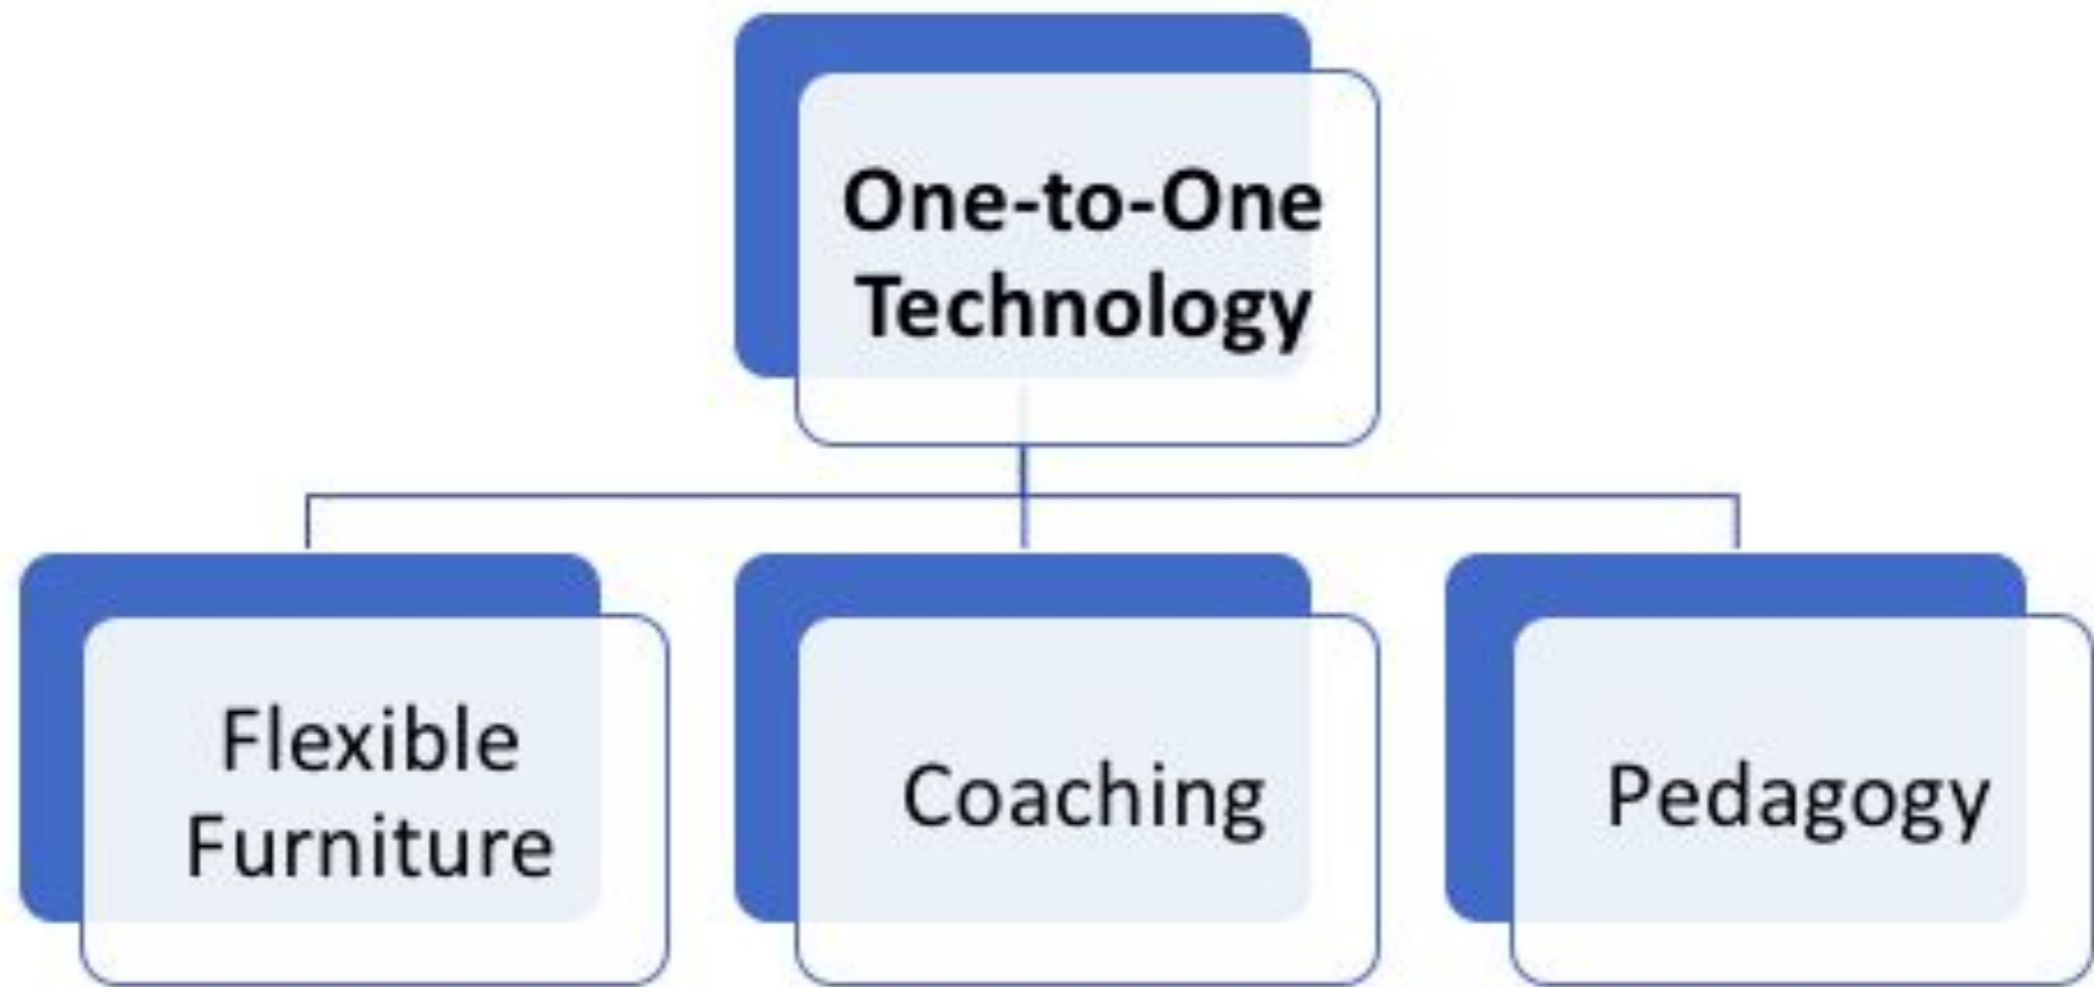 One-to-One
Technology
Flexible
Furniture
Coaching
Pedagogy